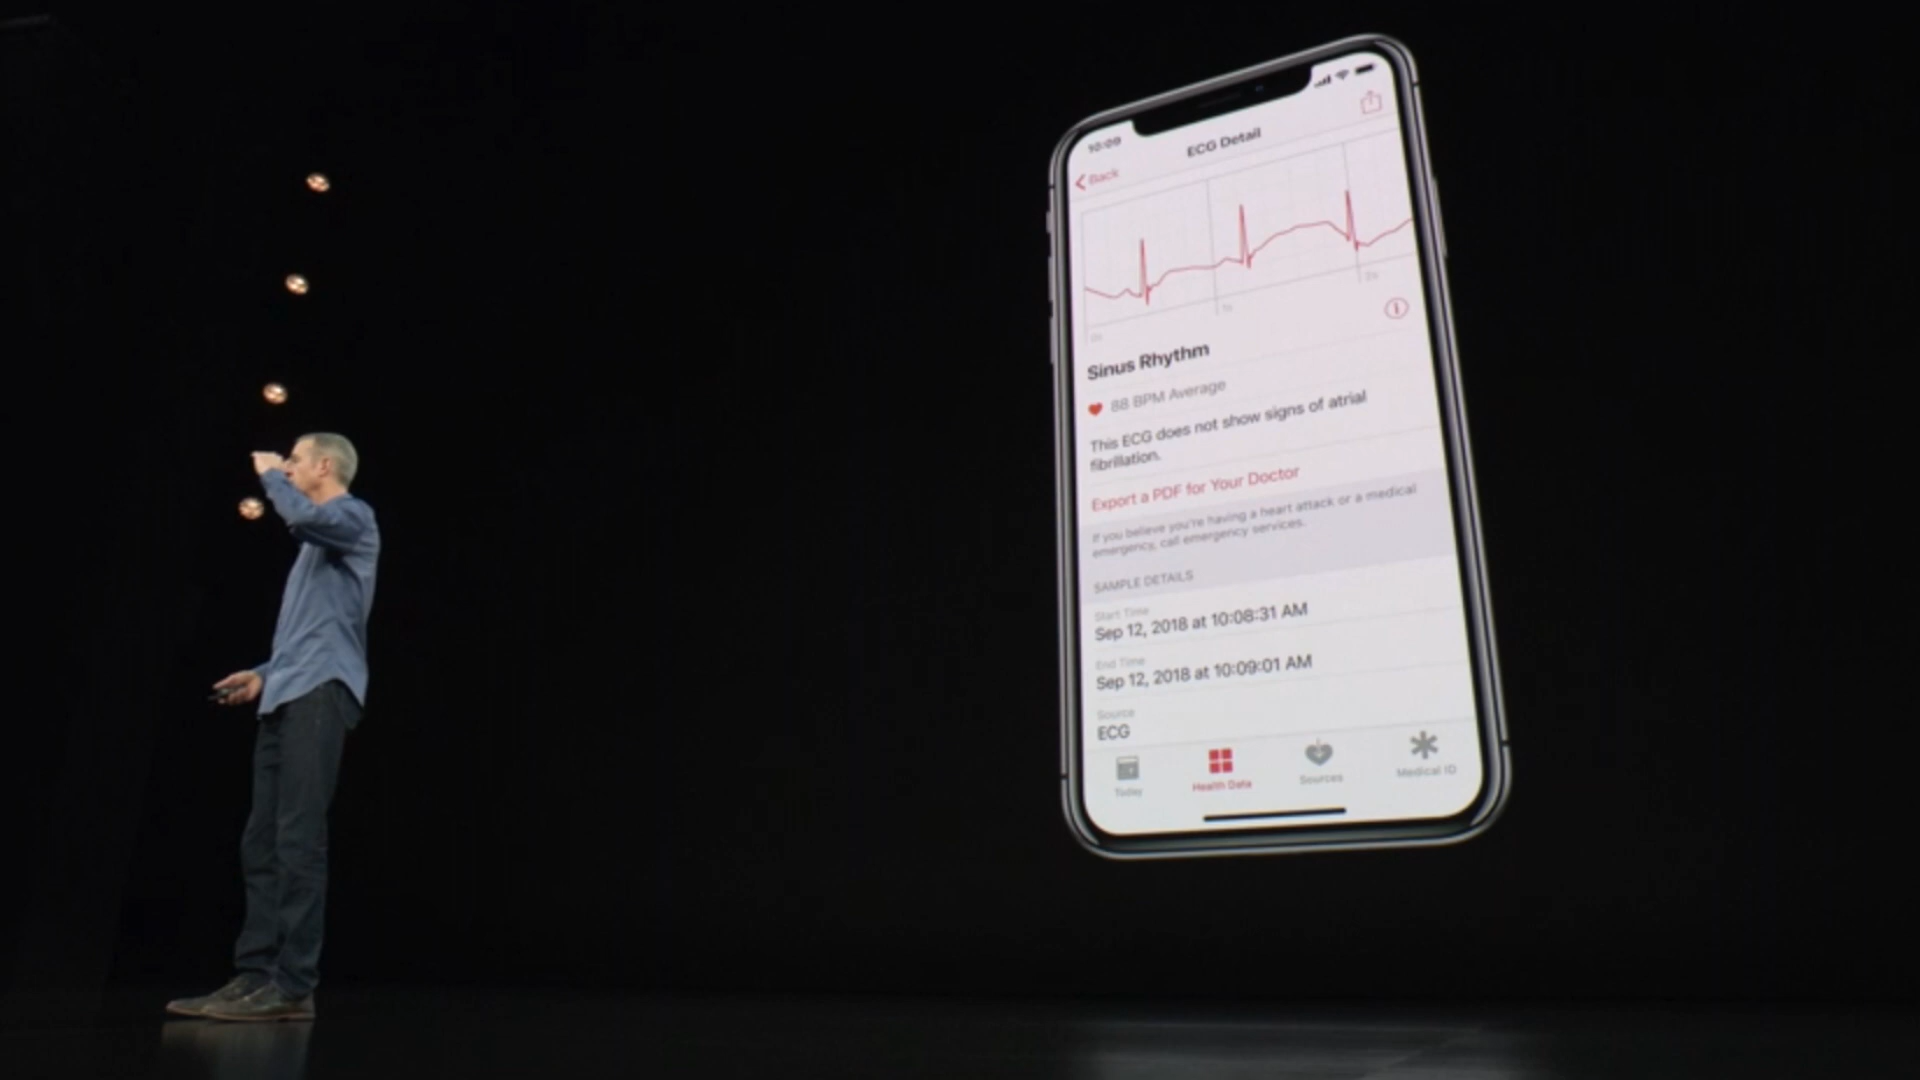 10:09
ECG Detail
Back
0s
1s
2s
Sinus Rhythm
88 BPM Average
This ECG does not show signs of atrial
fibrillation.
Export a PDF for Your Doctor
If you believe you're having a heart attack or a medical
emergency, call emergency services.
SAMPLE DETAILS
Start Time
Sep 12, 2018 at 10:08:31 AM
End Time
Sep 12, 2018 at 10:09:01 AM
Source
ECG
Today
Health Data
Sources
Medical ID